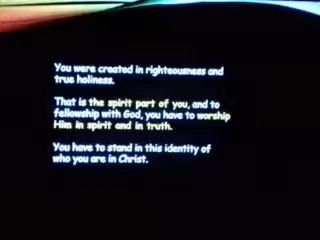 You were created in righteousness and
true holiness.
That is the spirit part of you, and to
fellowship with God, you have to worship
Him in spirit and in truth.
You have to stand in this identity of
who you are in Christ.